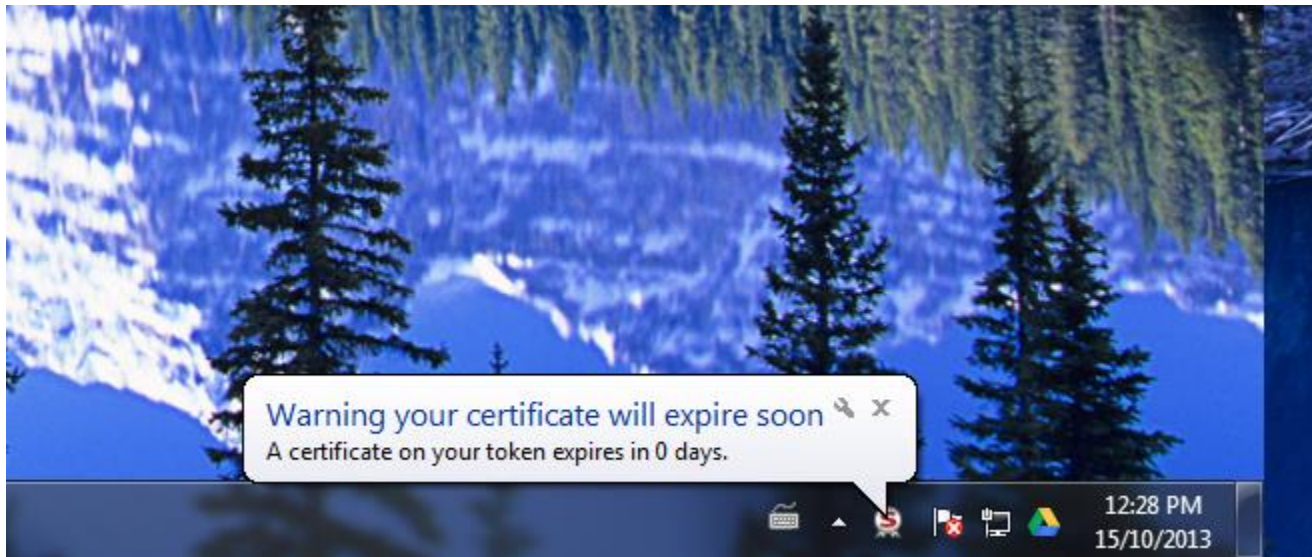 Warning your certificate will expire soon
A certificate on your token expires in 0 days.
12:28 PM
15/10/2013